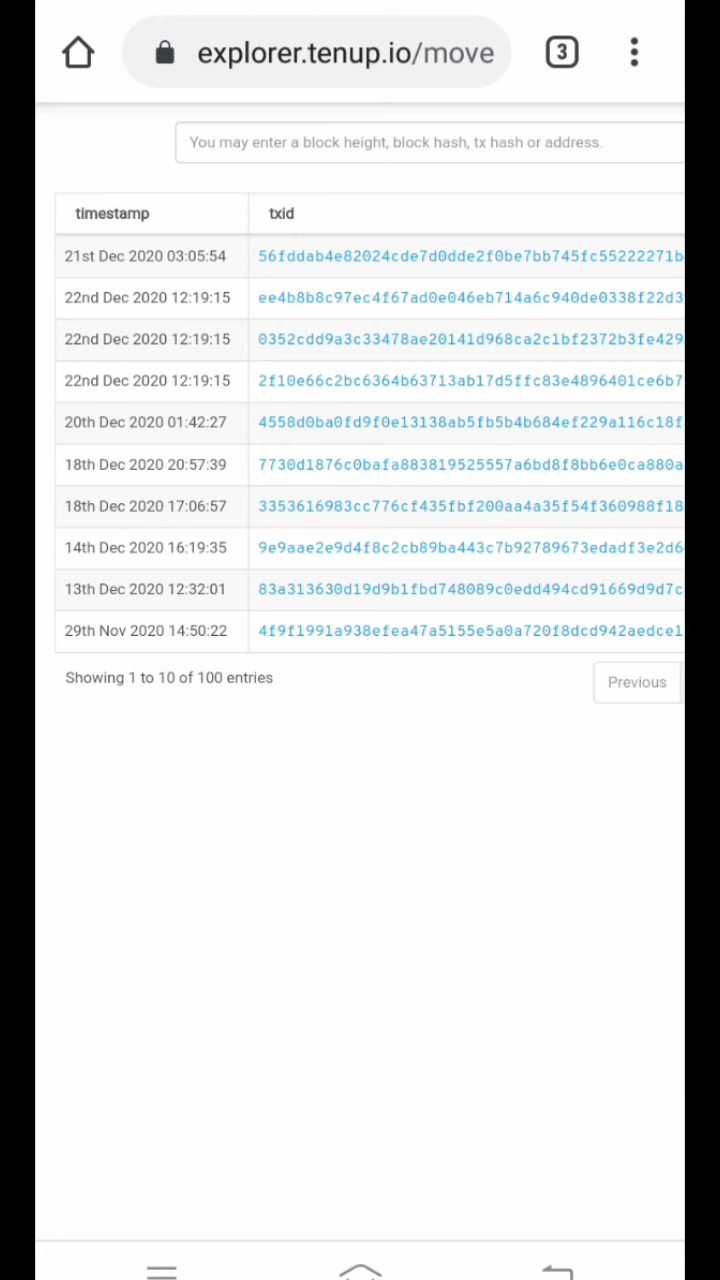 explorer.tenup.io/move
3
You may enter a block height, block hash, tx hash or address.
timestamp txid
21st Dec 2020 03:05:54 56fddab4e82024cde7d0dde2f0be7bb745fc55222271b
22nd Dec 2020 12:19:15 ee4b8b8c97ec4f67ad0e046eb714a6c940de0338f22d3
22nd Dec 2020 12:19:15 0352cdd9a3c33478ae20141d968ca2c1bf2372b3fe429
22nd Dec 2020 12:19:15 2f10e66c2bc6364b63713ab17d5ffc83e4896401ce6b7
20th Dec 2020 01:42:27 4558d0ba0fd9f0e13138ab5fb5b4b684ef229a116c18f
18th Dec 2020 20:57:39 7730d1876c0bafa883819525557a6bd8f8bb6e0ca880a
18th Dec 2020 17:06:57 3353616983cc776cf435fbf200aa4a35f54f360988f18
14th Dec 2020 16:19:35 9e9aae2e9d4f8c2cb89ba443c7b92789673edadf3e2d6
13th Dec 2020 12:32:01 83a313630d19d9b1fbd748089c0edd494cd91669d9d7c
29th Nov 2020 14:50:22 4f9f1991a938efea47a5155e5a0a720f8dcd942aedce1
Showing 1 to 10 of 100 entries
Previous